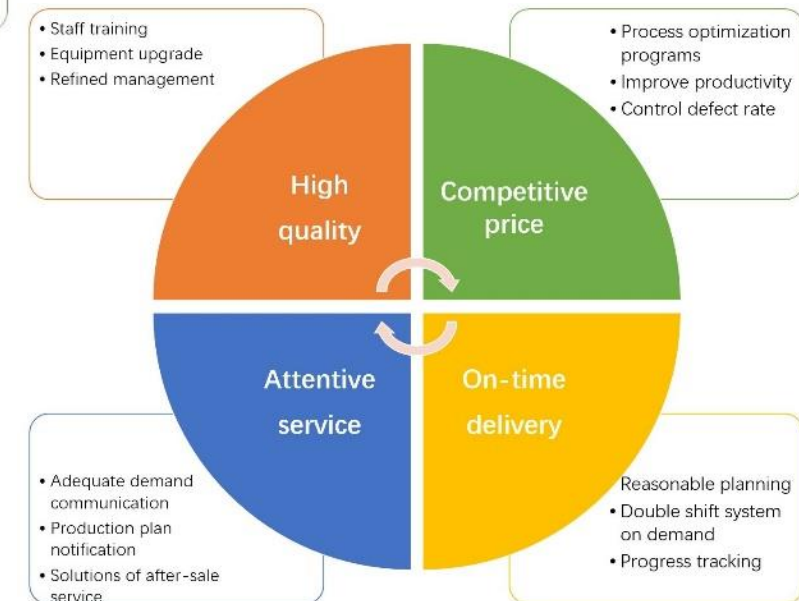 • Staff training
• Equipment upgrade
• Refined management
• Process optimization
programs
• Improve productivity
• Control defect rate
High
quality
Competitive
price
Attentive
service
On-time
delivery
• Adequate demand
communication
• Production plan
notification
• Solutions of after-sale
service
Reasonable planning
• Double shift system
on demand
• Progress tracking